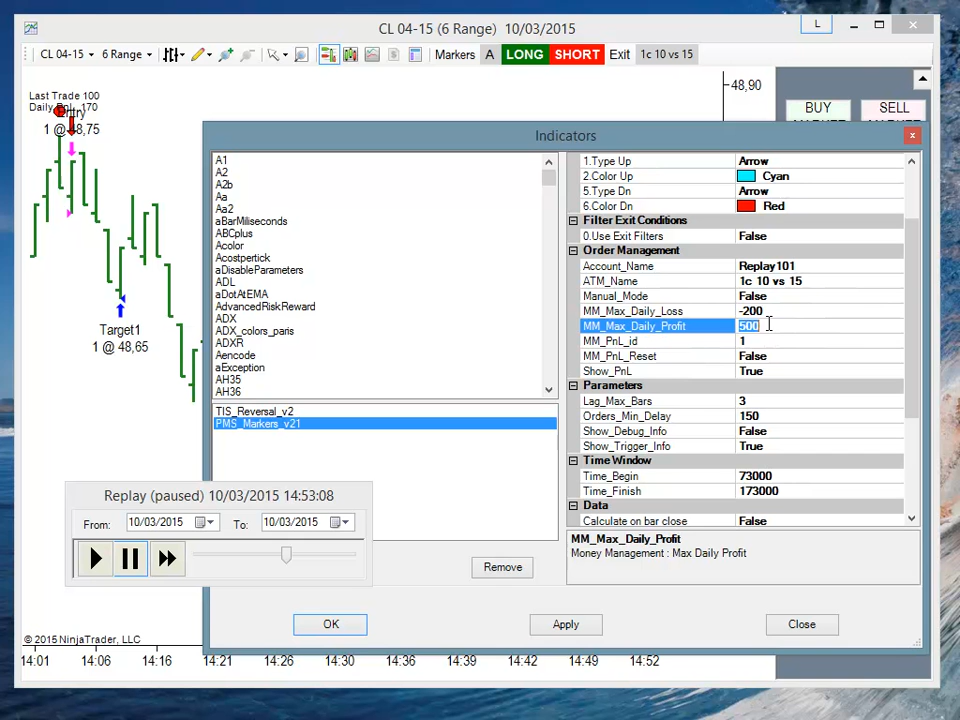 CL 04-15 (6 Range)  10/03/2015
L
CL 04-15
6 Range
Markers
A
LONG
SHORT
Exit
1c 10 vs 15
Last Trade 100
Daily PnL 170
Entry
1 @ 48,75
Target1
1 @ 48,65
48,90
BUY
SELL
Indicators
A1
A2
A2b
Aa
Aa2
aBarMiliseconds
ABCplus
Acolor
Acostpertick
aDisableParameters
ADL
aDotAtEMA
AdvancedRiskReward
ADX
ADX_colors_paris
ADXR
Aencode
aException
AH35
AH36
TIS_Reversal_v2
PMS_Markers_v21
1.Type Up Arrow
2.Color Up Cyan
5.Type Dn Arrow
6.Color Dn Red
Filter Exit Conditions
0.Use Exit Filters False
Order Management
Account_Name Replay101
ATM_Name 1c 10 vs 15
Manual_Mode False
MM_Max_Daily_Loss -200
MM_Max_Daily_Profit 500
MM_PnL_id 1
MM_PnL_Reset False
Show_PnL True
Parameters
Lag_Max_Bars 3
Orders_Min_Delay 150
Show_Debug_Info False
Show_Trigger_Info True
Time Window
Time_Begin 73000
Time_Finish 173000
Data
Calculate on bar close False
MM_Max_Daily_Profit
Money Management : Max Daily Profit
Remove
OK
Apply
Close
Replay (paused) 10/03/2015 14:53:08
From: 10/03/2015 To: 10/03/2015
© 2015 NinjaTrader, LLC
14:01 14:06 14:16 14:21 14:26 14:30 14:34 14:39 14:42 14:43 14:49 14:52